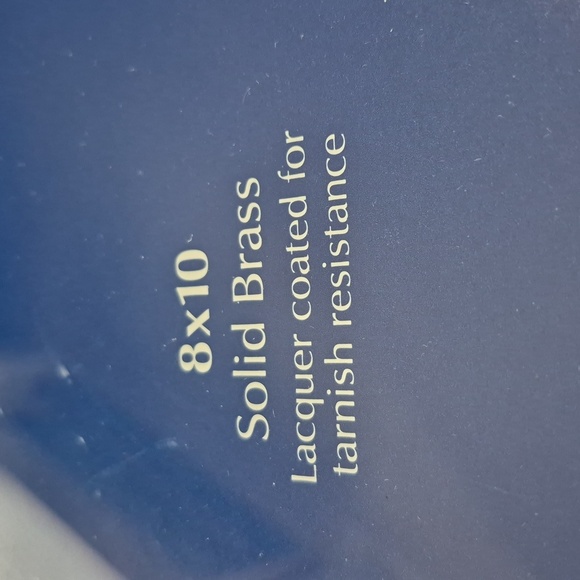 8x10
Solid Brass
Lacquer coated for
tarnish resistance